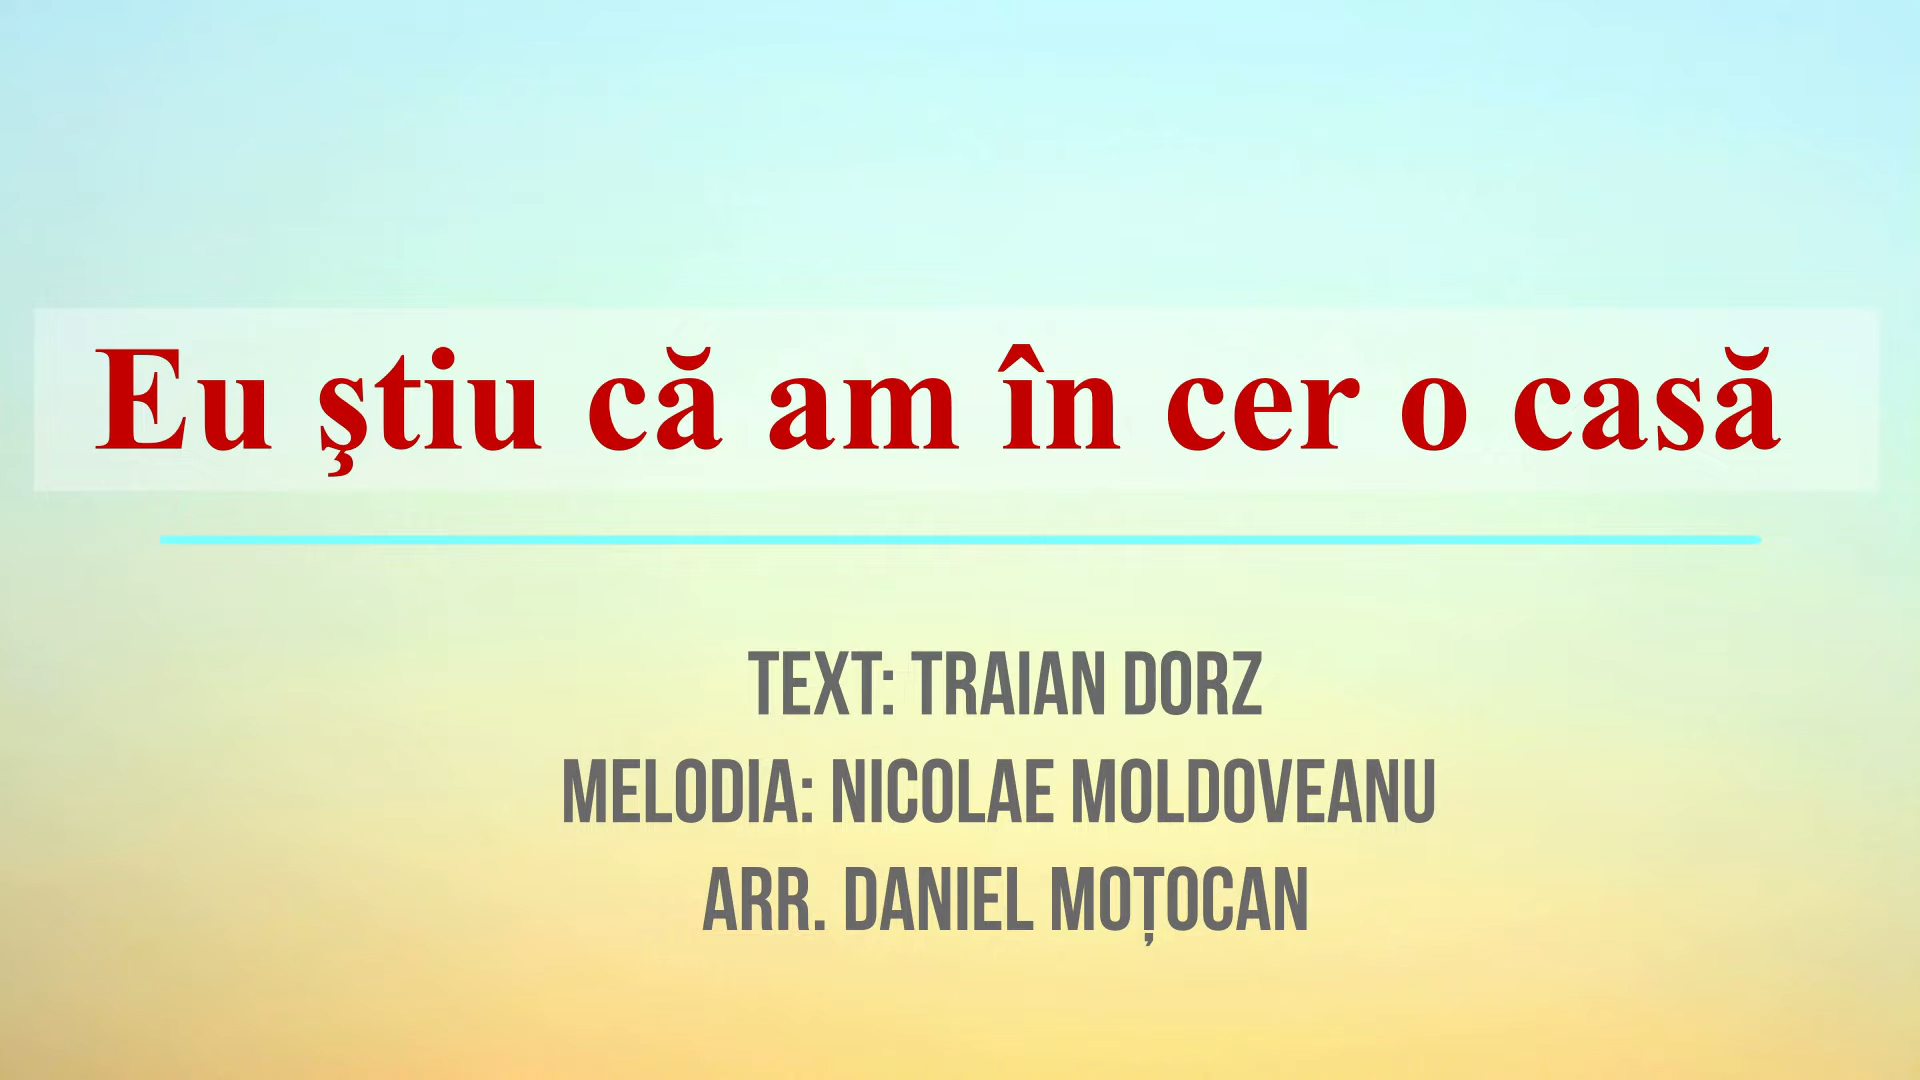 Eu ştiu că am în cer o casă
TEXT: TRAIAN DORZ
MELODIA: NICOLAE MOLDOVEANU
ARR. DANIEL MOȚOCAN